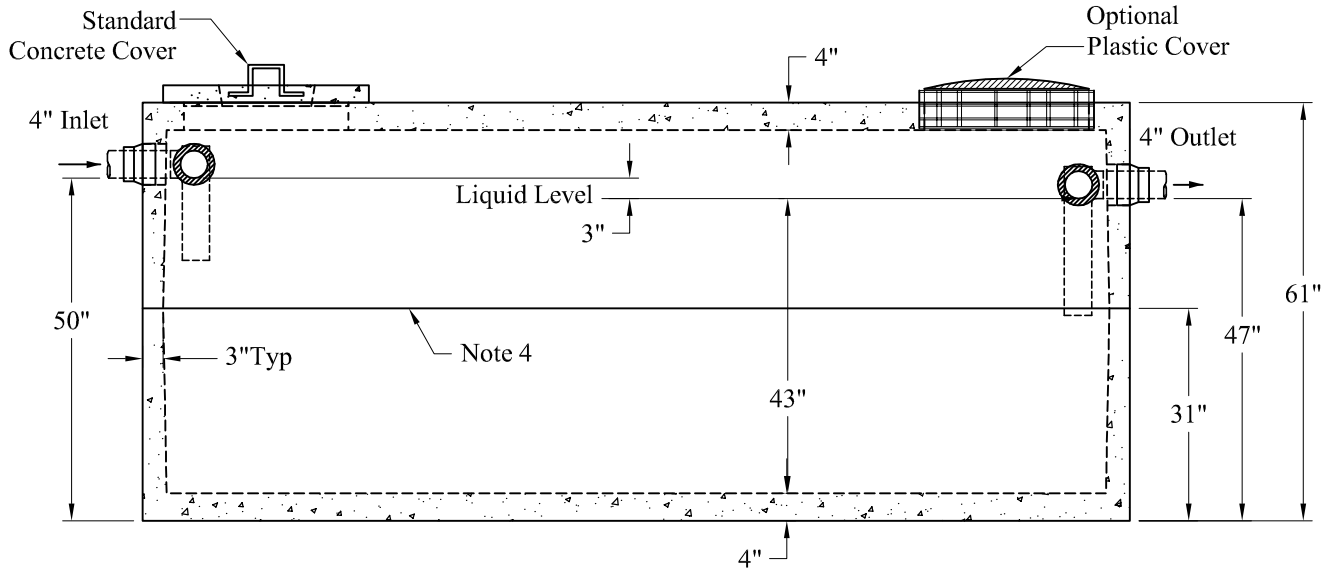 Standard
Concrete Cover
Optional
Plastic Cover
4"
4" Inlet
4" Outlet
Liquid Level
3"
50"
61"
47"
3"Typ
Note 4
43"
31"
4"